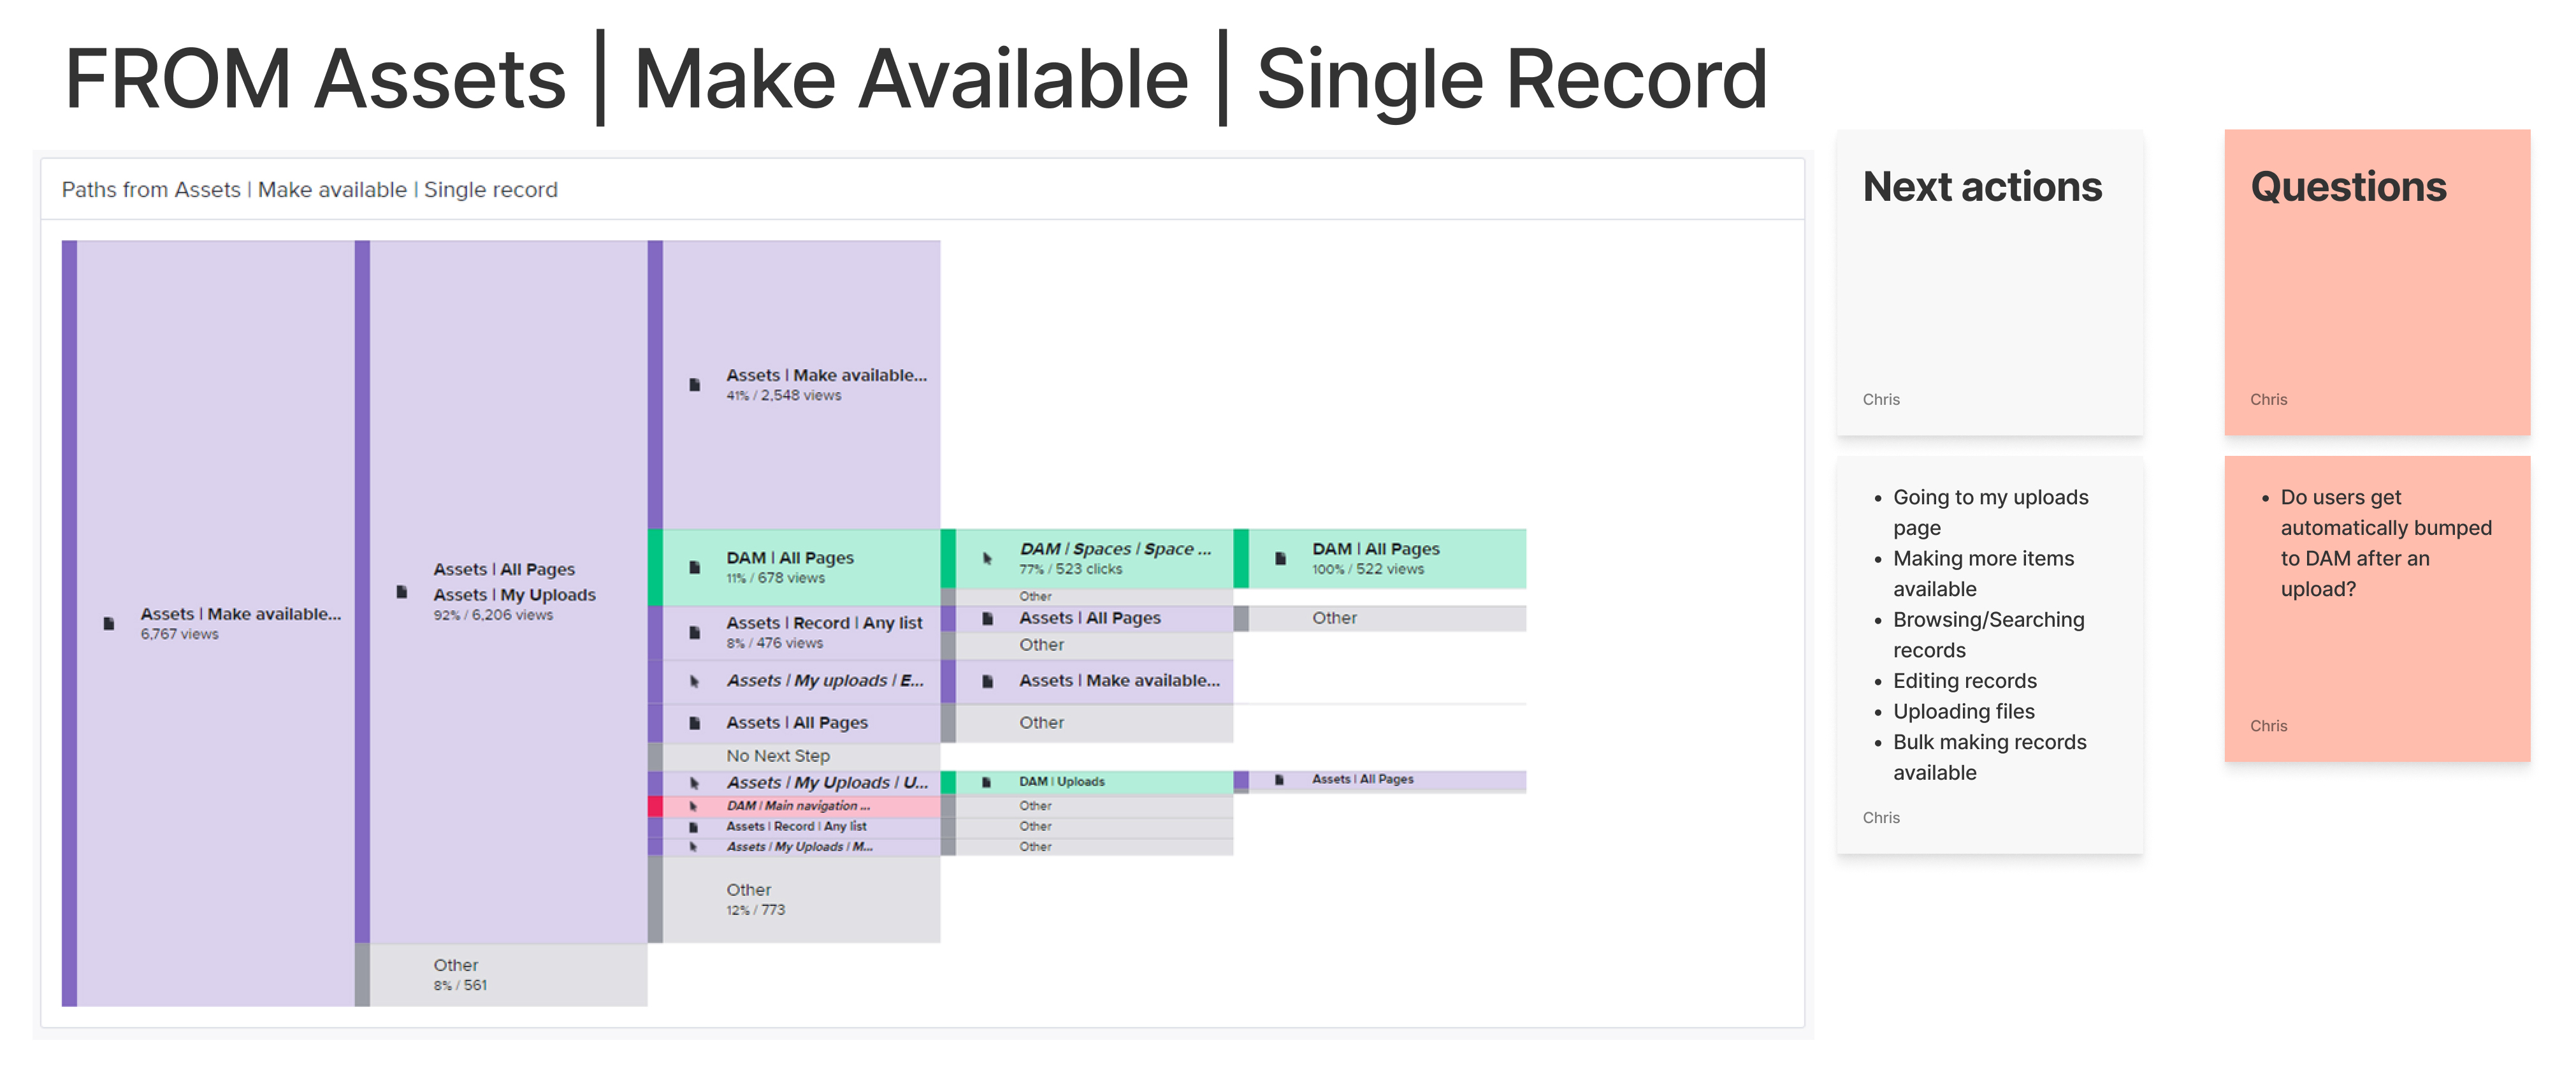 FROM Assets | Make Available | Single Record
Paths from Assets | Make available | Single record
Assets | Make available...
6,767 views
Assets | All Pages
Assets | My Uploads
92% / 6,206 views
Other
8% / 561
Assets | Make available...
41% / 2,548 views
DAM | All Pages
11% / 678 views
Assets | Record | Any list
8% / 476 views
Assets | My uploads | E...
Assets | All Pages
No Next Step
Assets | My Uploads | U...
DAM | Main navigation ...
Assets | Record | Any list
Assets | My Uploads | M...
Other
12% / 773
DAM | Spaces | Space ...
77% / 523 clicks
Other
Assets | All Pages
Other
Assets | Make available...
Other
DAM | Uploads
Other
Other
Other
DAM | All Pages
100% / 522 views
Other
Assets | All Pages
Next actions
Chris
• Going to my uploads
page
• Making more items
available
• Browsing/Searching
records
• Editing records
• Uploading files
• Bulk making records
available
Chris
Questions
Chris
• Do users get
automatically bumped
to DAM after an
upload?
Chris